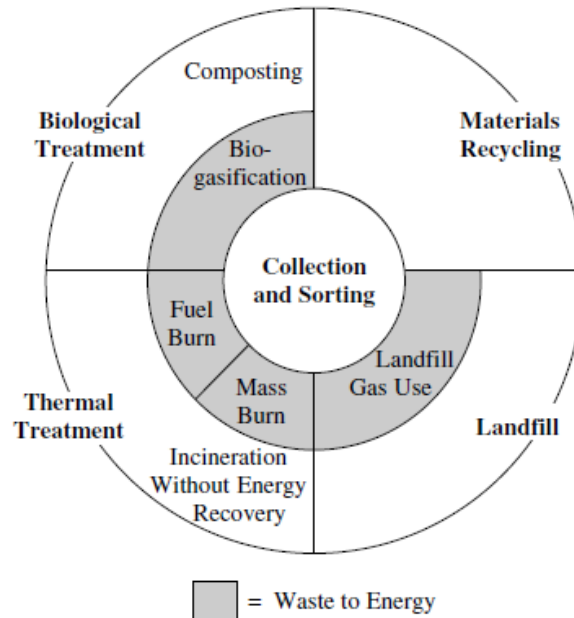 Composting
Biological
Treatment
Materials
Recycling
Bio-
gasification
Collection
and Sorting
Fuel
Burn
Landfill
Gas Use
Mass
Burn
Thermal
Treatment
Landfill
Incineration
Without Energy
Recovery
= Waste to Energy